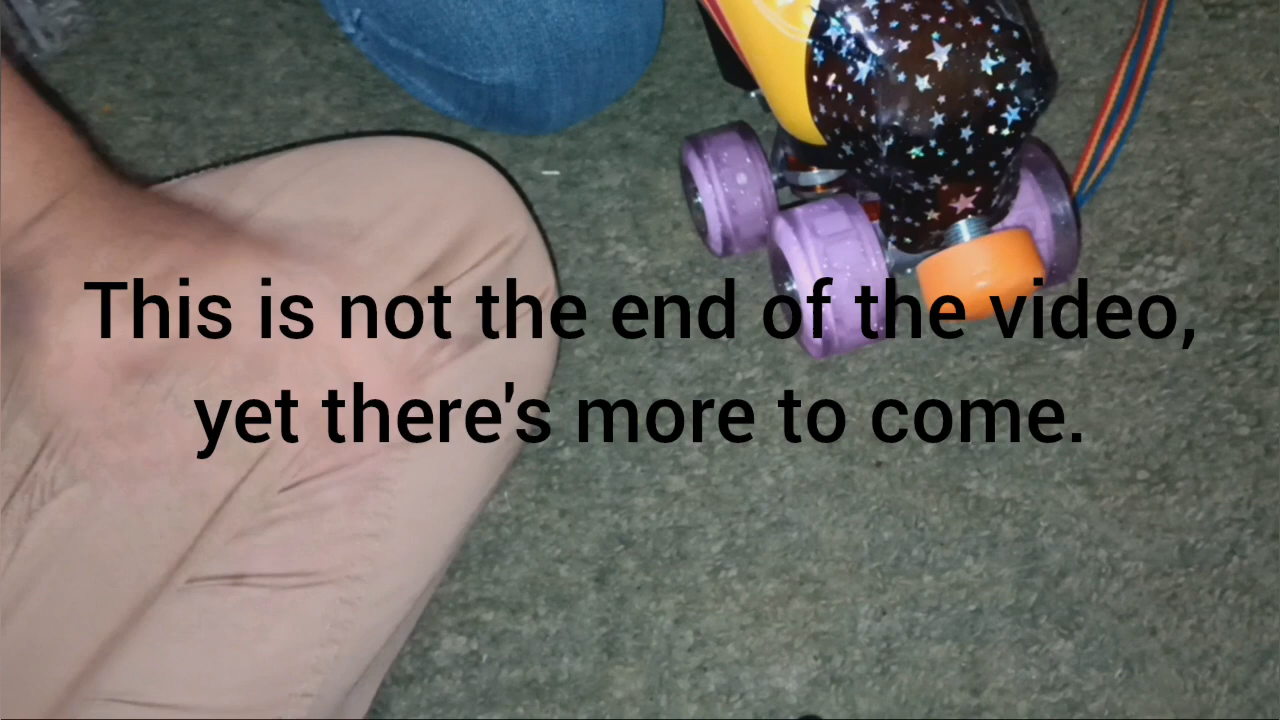 This is not the end of the video,
yet there's more to come.